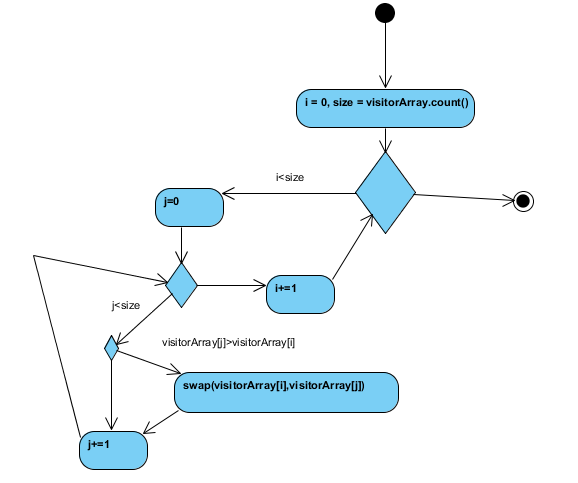 i = 0, size = visitorArray.count()
i<size
j=0
i+=1
j<size
visitorArray[j]>visitorArray[i]
swap(visitorArray[i],visitorArray[j])
j+=1